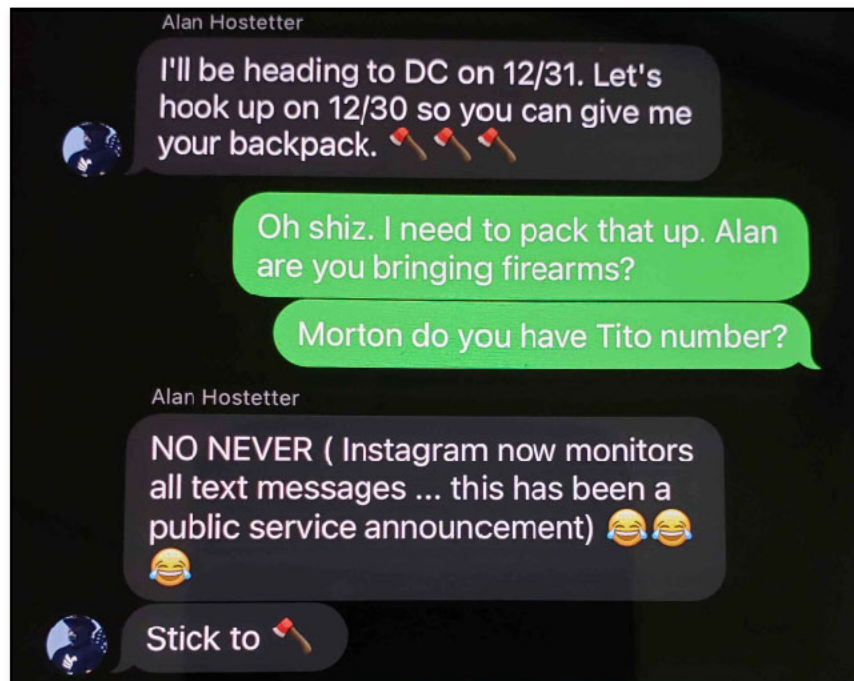 Alan Hostetter
I'll be heading to DC on 12/31. Let's
hook up on 12/30 so you can give me
your backpack. 🪓🪓🪓
Oh shiz. I need to pack that up. Alan
are you bringing firearms?
Morton do you have Tito number?
Alan Hostetter
NO NEVER ( Instagram now monitors
all text messages ... this has been a
public service announcement) 😂😂
😂
Stick to 🪓